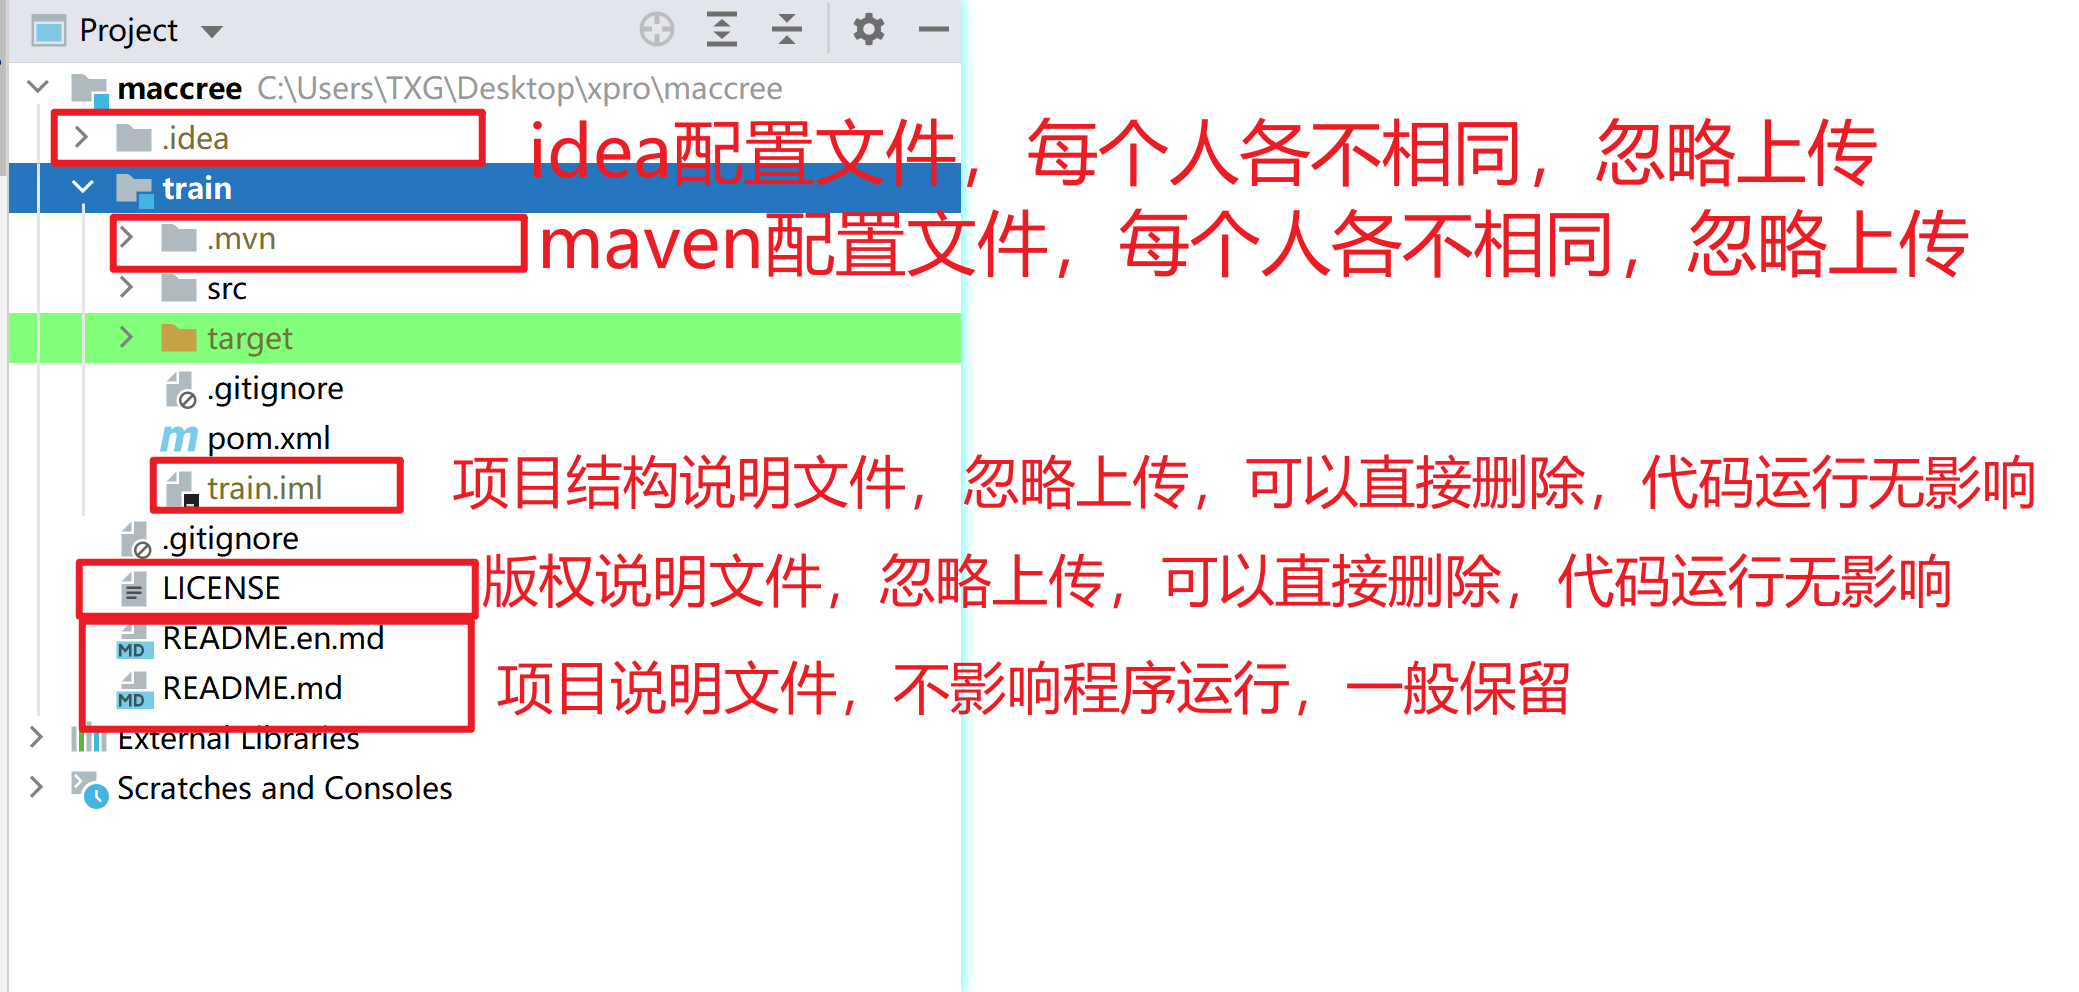 Project
maccree C:\Users\TXG\Desktop\xpro\maccree
.idea
idea配置文件，每个人各不相同，忽略上传
train
.mvn
maven配置文件，每个人各不相同，忽略上传
src
target
.gitignore
pom.xml
train.iml
项目结构说明文件，忽略上传，可以直接删除，代码运行无影响
.gitignore
LICENSE
版权说明文件，忽略上传，可以直接删除，代码运行无影响
MD README.en.md
MD README.md
项目说明文件，不影响程序运行，一般保留
External Libraries
Scratches and Consoles